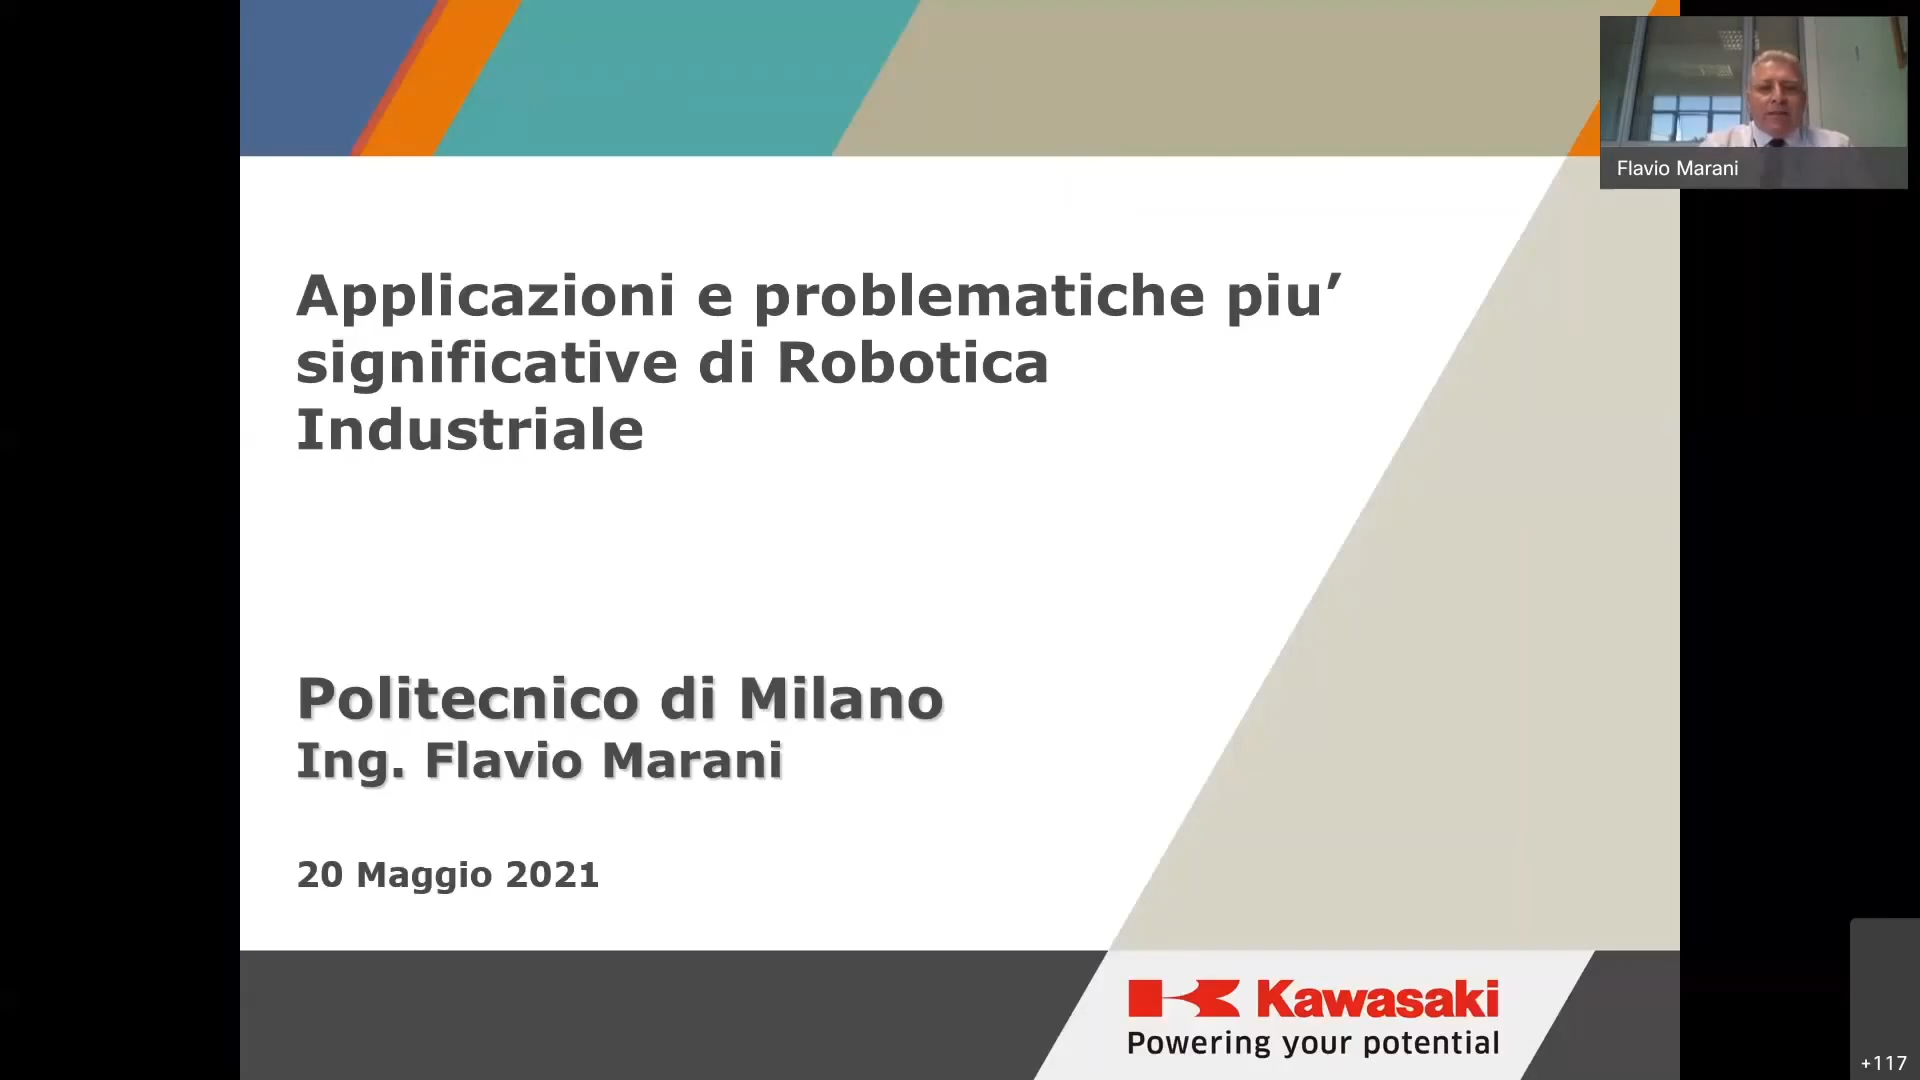 Applicazioni e problematiche piu’
significative di Robotica
Industriale
Politecnico di Milano
Ing. Flavio Marani
20 Maggio 2021
Kawasaki
Powering your potential
Flavio Marani
+117